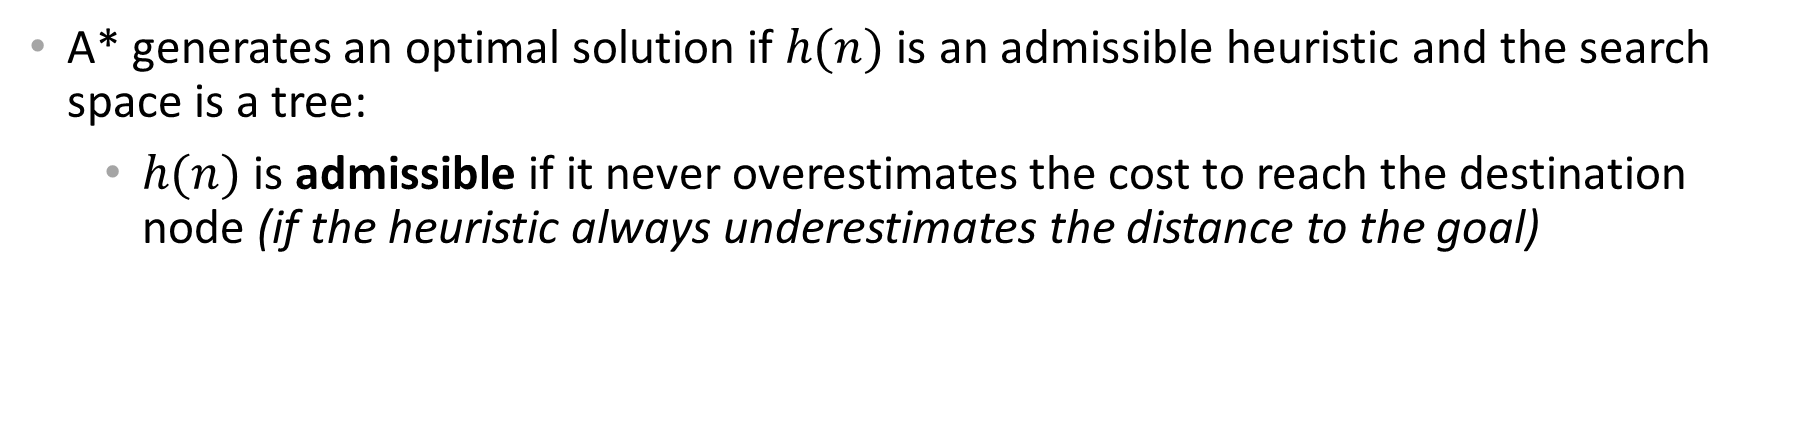 • A* generates an optimal solution if h(n) is an admissible heuristic and the search
space is a tree:
• h(n) is admissible if it never overestimates the cost to reach the destination
node (if the heuristic always underestimates the distance to the goal)